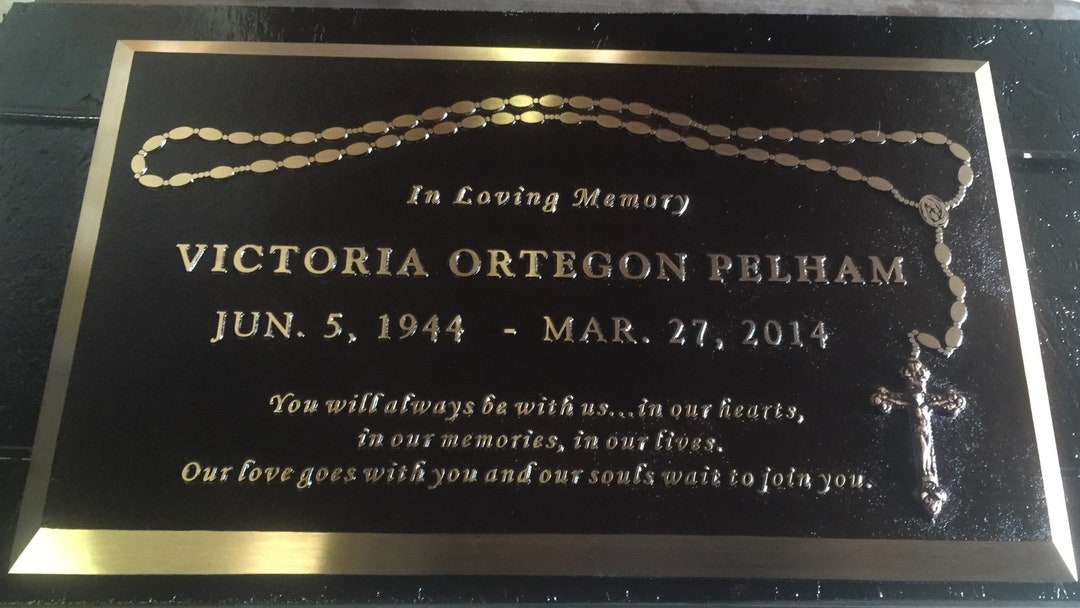 In Loving Memory
VICTORIA ORTEGON PELHAM
JUN. 5, 1944 - MAR. 27, 2014
You will always be with us...in our hearts,
in our memories, in our lives.
Our love goes with you and our souls wait to join you.